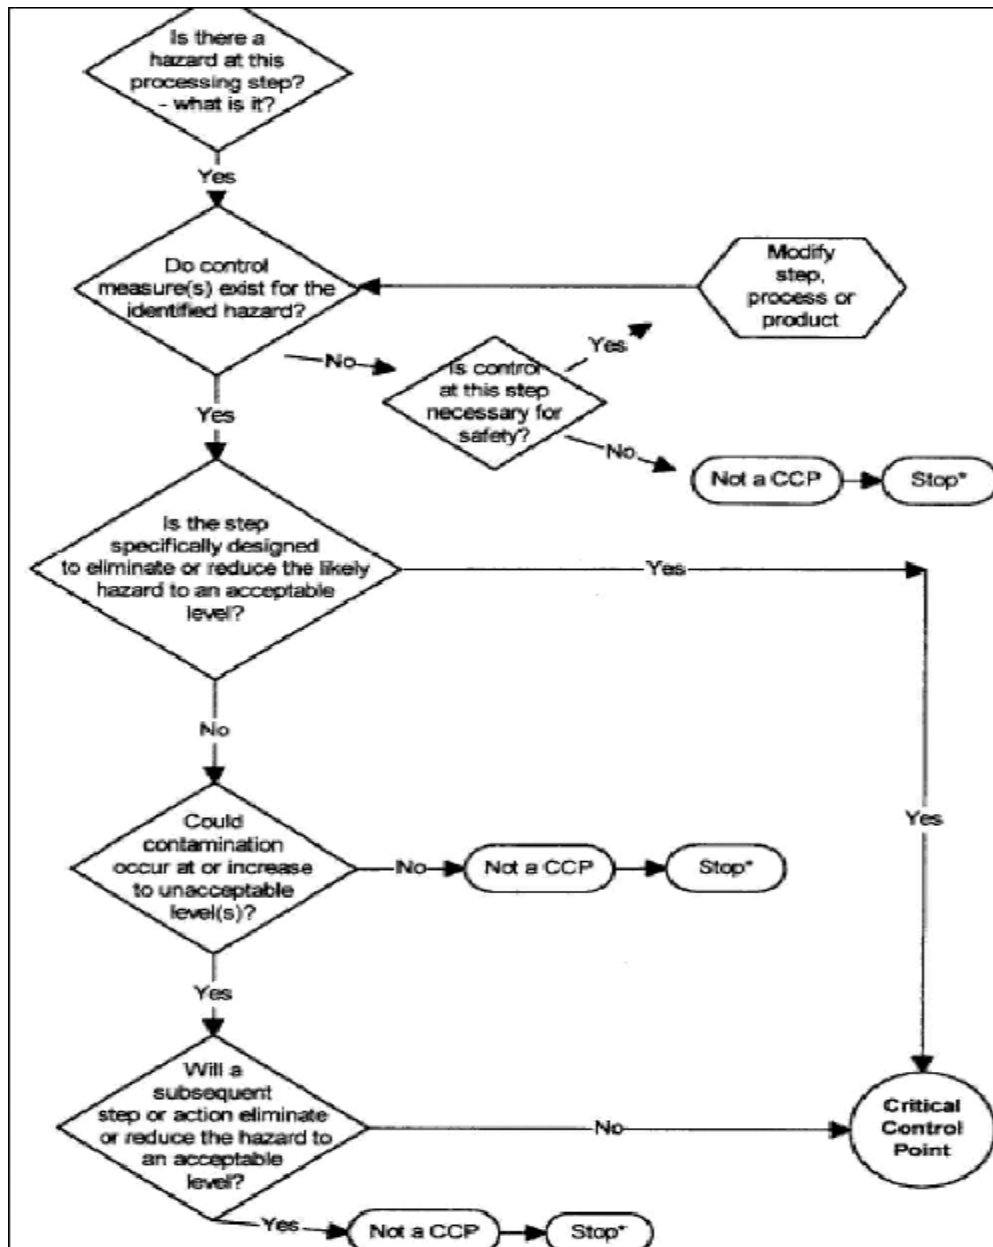 Is there a
hazard at this
processing step?
- what is it?
Yes
Do control
measure(s) exist for the
identified hazard?
Modify
step,
process or
product
No
Yes
Is control
at this step
necessary for
safety?
Yes
No
Not a CCP
Stop*
Is the step
specifically designed
to eliminate or reduce the likely
hazard to an acceptable
level?
Yes
No
Yes
Could
contamination
occur at or increase
to unacceptable
level(s)?
No
Not a CCP
Stop*
Yes
Will a
subsequent
step or action eliminate
or reduce the hazard to
an acceptable
level?
No
Critical
Control
Point
Yes
Not a CCP
Stop*